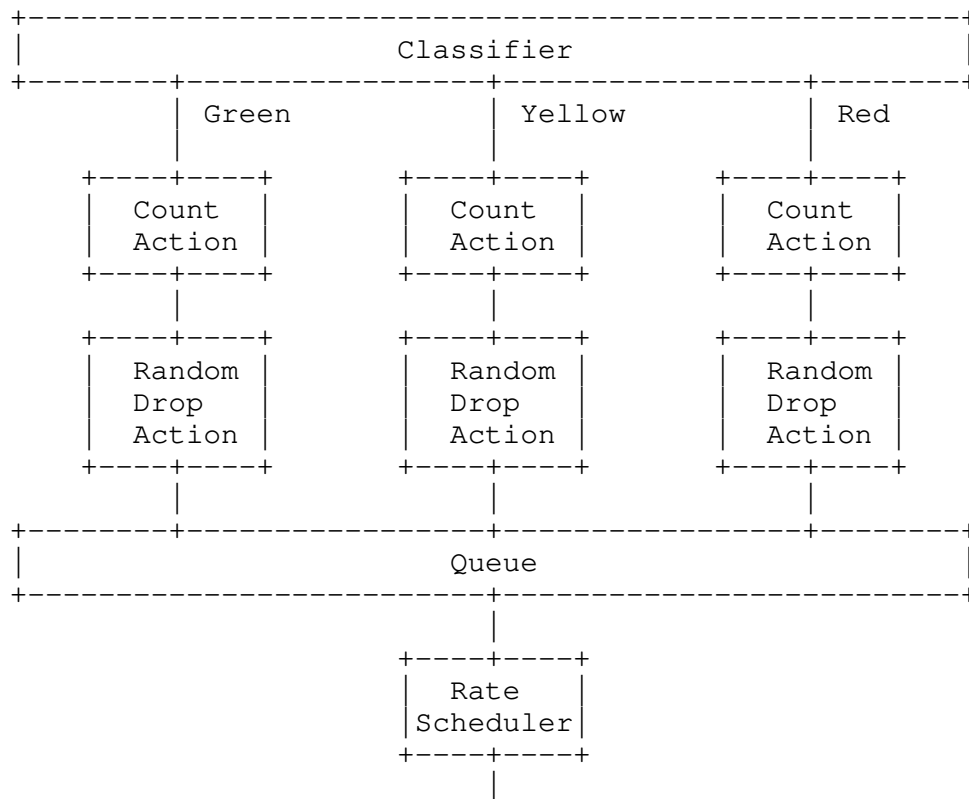 Classifier
Green Yellow Red
Count Count Count
Action Action Action
Random Random Random
Drop Drop Drop
Action Action Action
Queue
Rate
Scheduler